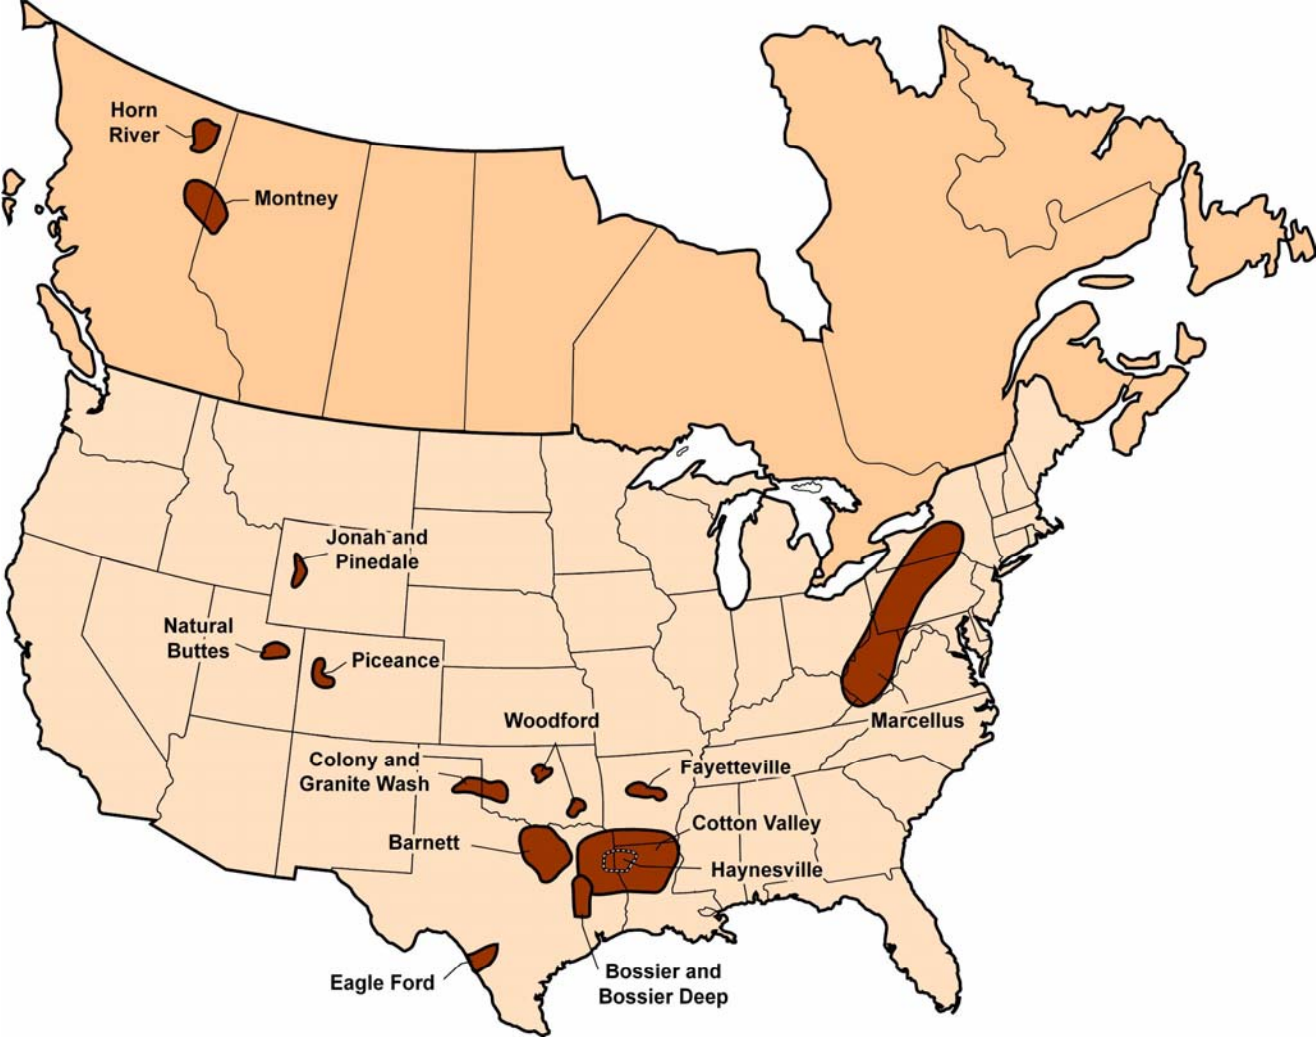 Horn
River
Montney
Jonah and
Pinedale
Natural
Buttes
Piceance
Woodford
Marcellus
Colony and
Granite Wash
Fayetteville
Cotton Valley
Barnett
Haynesville
Eagle Ford
Bossier and
Bossier Deep